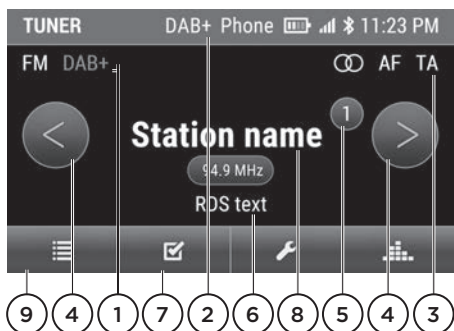 TUNER DAB+ Phone 11:23 PM
FM DAB+ AF TA
1
Station name
94.9 MHz
RDS text
9 4 1 7 2 6 8 5 4 3